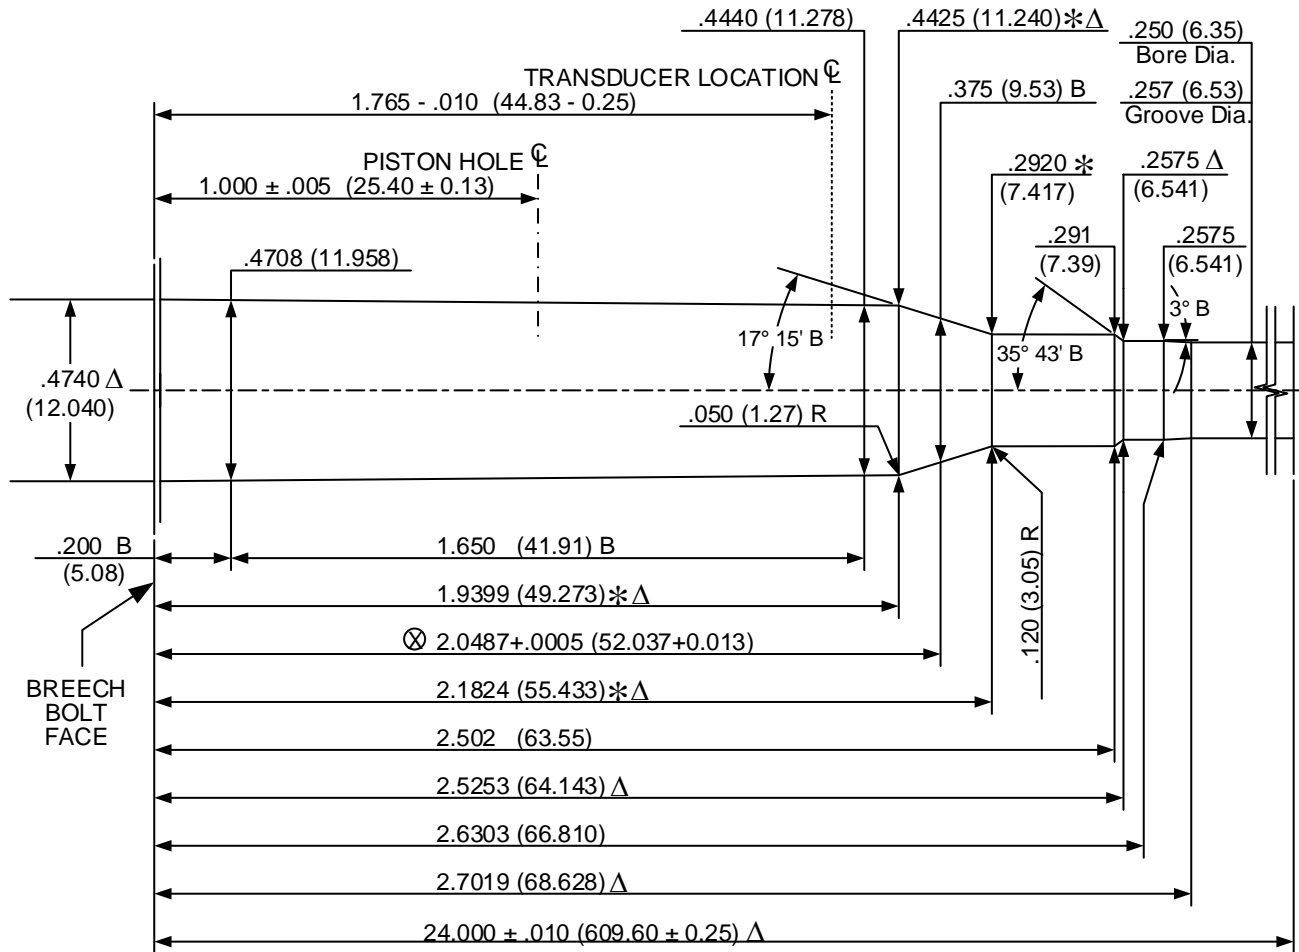 .4440 (11.278)
.4425 (11.240)*Δ
.250 (6.35)
Bore Dia.
TRANSDUCER LOCATION ℄
1.765 - .010 (44.83 - 0.25)
.375 (9.53) B
.257 (6.53)
Groove Dia.
PISTON HOLE ℄
1.000 ± .005 (25.40 ± 0.13)
.2920 *
(7.417)
.2575 Δ
(6.541)
.4708 (11.958)
.291
(7.39)
.2575
(6.541)
3° B
17° 15' B
35° 43' B
.4740 Δ
(12.040)
.050 (1.27) R
.200 B
(5.08)
1.650 (41.91) B
.120 (3.05) R
1.9399 (49.273)*Δ
⊗ 2.0487+.0005 (52.037+0.013)
BREECH
BOLT
FACE
2.1824 (55.433)*Δ
2.502 (63.55)
2.5253 (64.143) Δ
2.6303 (66.810)
2.7019 (68.628) Δ
24.000 ± .010 (609.60 ± 0.25) Δ